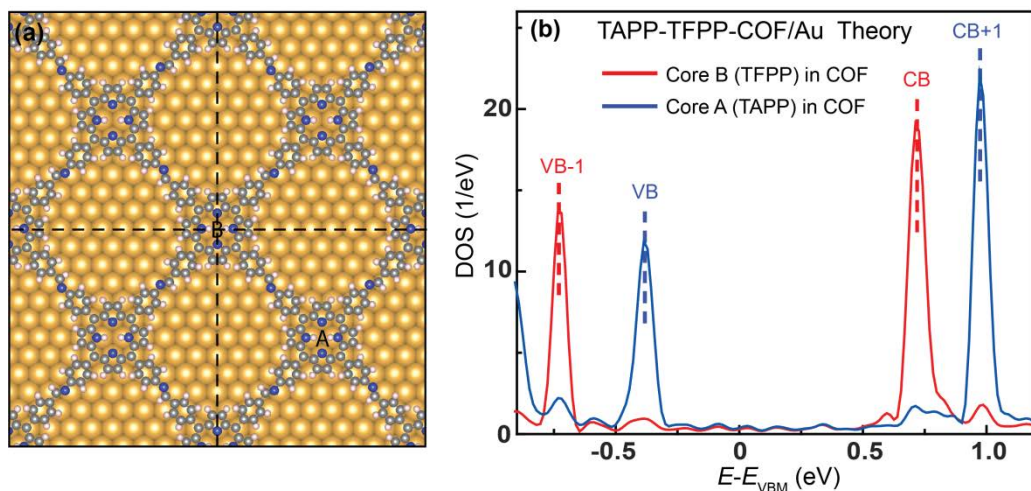 (a)
B
A
(b)
TAPP-TFPP-COF/Au Theory
CB+1
Core B (TFPP) in COF
CB
Core A (TAPP) in COF
VB-1
VB
20
10
0
DOS (1/eV)
-0.5
0
0.5
1.0
E-E_VBM (eV)